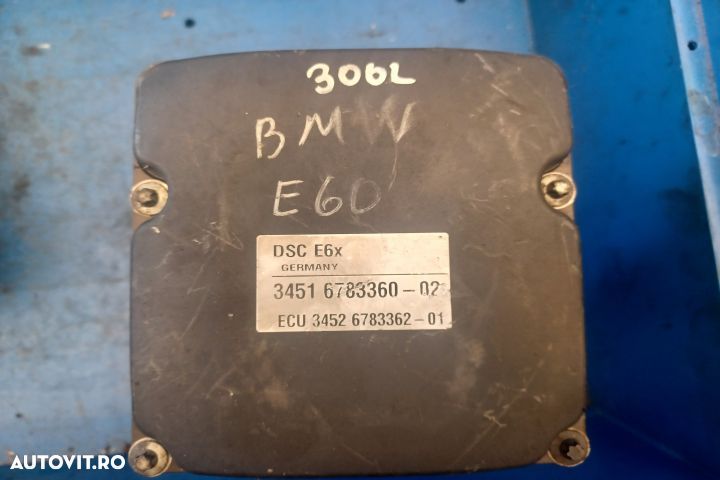 306L
BMW
E60
DSC E6x
GERMANY
3451 6783360-02
ECU 3452 6783362-01
AUTOVIT.RO